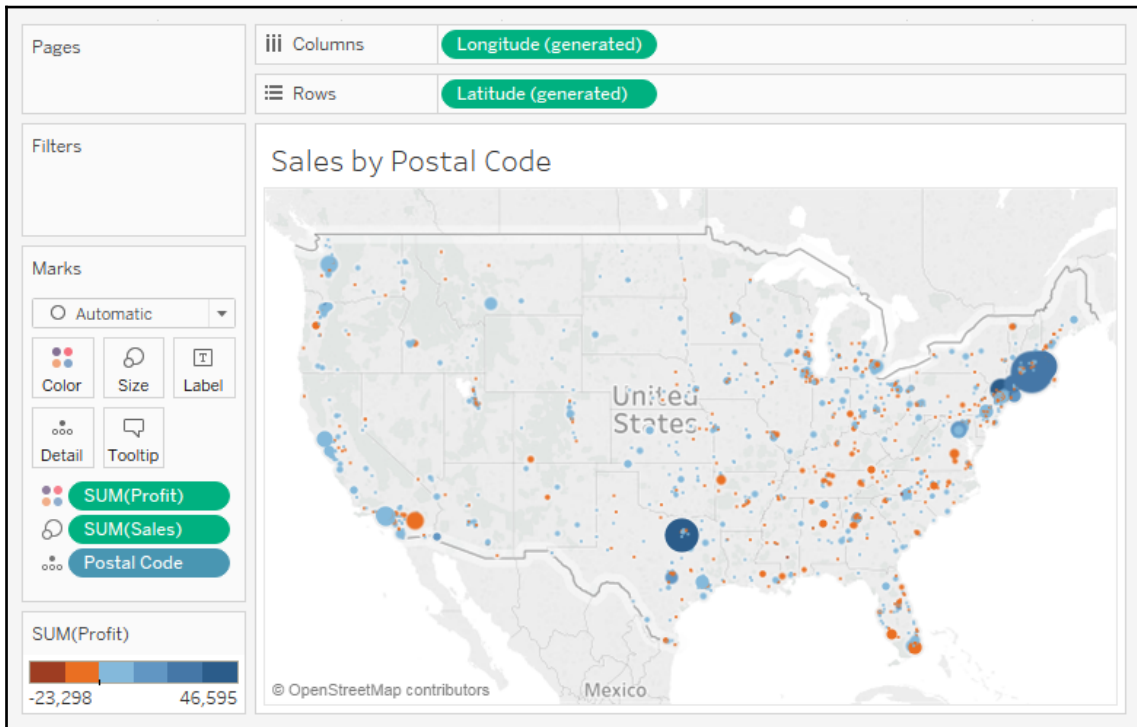 Pages
Columns
Longitude (generated)
Rows
Latitude (generated)
Filters
Sales by Postal Code
Marks
Automatic
Color
Size
T
Label
Detail
Tooltip
SUM(Profit)
SUM(Sales)
Postal Code
SUM(Profit)
-23,298
46,595
United
States
Mexico
© OpenStreetMap contributors